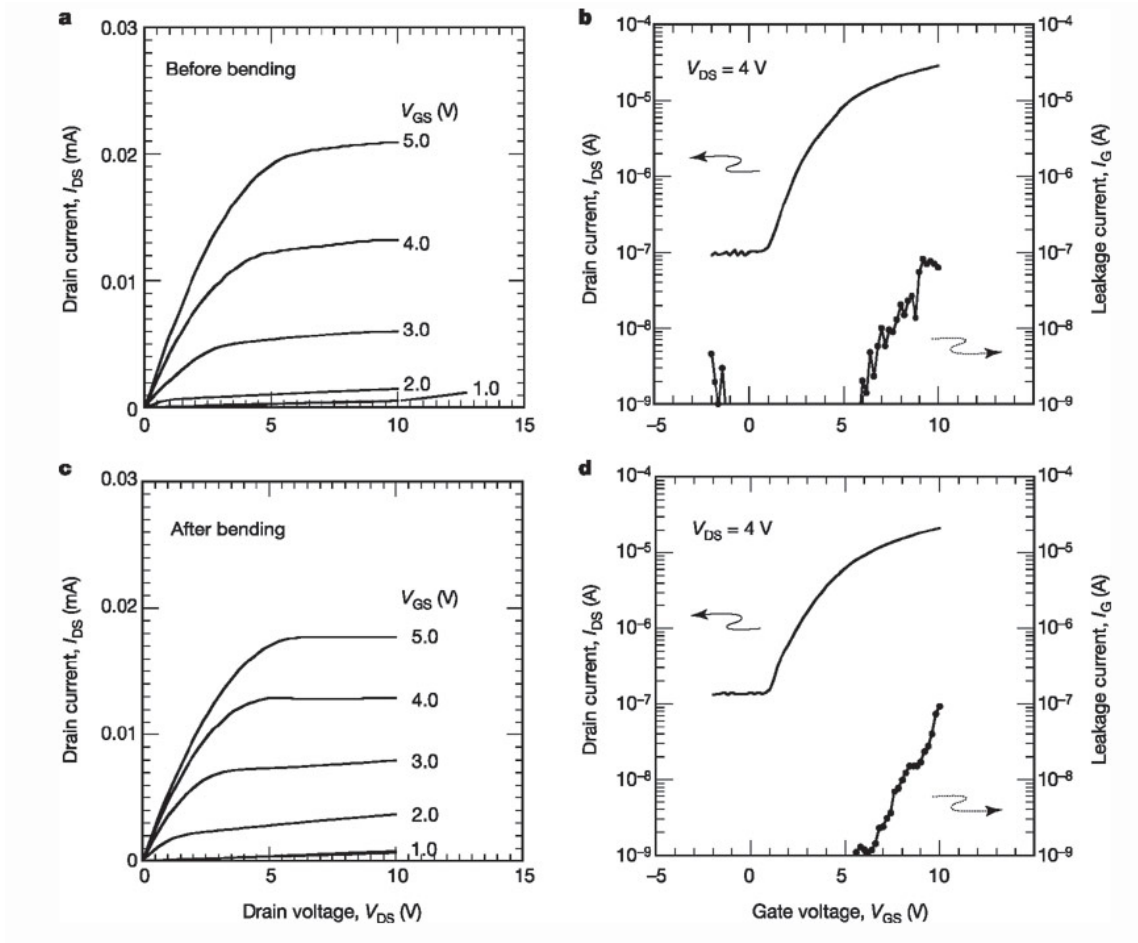 a
0.03
Before bending
V_GS (V)
5.0
0.02
4.0
0.01
3.0
2.0
1.0
0
0 5 10 15
Drain current, I_DS (mA)
b
10⁻⁴ 10⁻⁴
V_DS = 4 V
10⁻⁵ 10⁻⁵
10⁻⁶ 10⁻⁶
10⁻⁷ 10⁻⁷
10⁻⁸ 10⁻⁸
10⁻⁹ 10⁻⁹
−5 0 5 10
Drain current, I_DS (A)
Leakage current, I_G (A)
c
0.03
After bending
V_GS (V)
0.02
5.0
4.0
0.01
3.0
2.0
1.0
0
0 5 10 15
Drain current, I_DS (mA)
Drain voltage, V_DS (V)
d
10⁻⁴ 10⁻⁴
V_DS = 4 V
10⁻⁵ 10⁻⁵
10⁻⁶ 10⁻⁶
10⁻⁷ 10⁻⁷
10⁻⁸ 10⁻⁸
10⁻⁹ 10⁻⁹
−5 0 5 10
Drain current, I_DS (A)
Leakage current, I_G (A)
Gate voltage, V_GS (V)